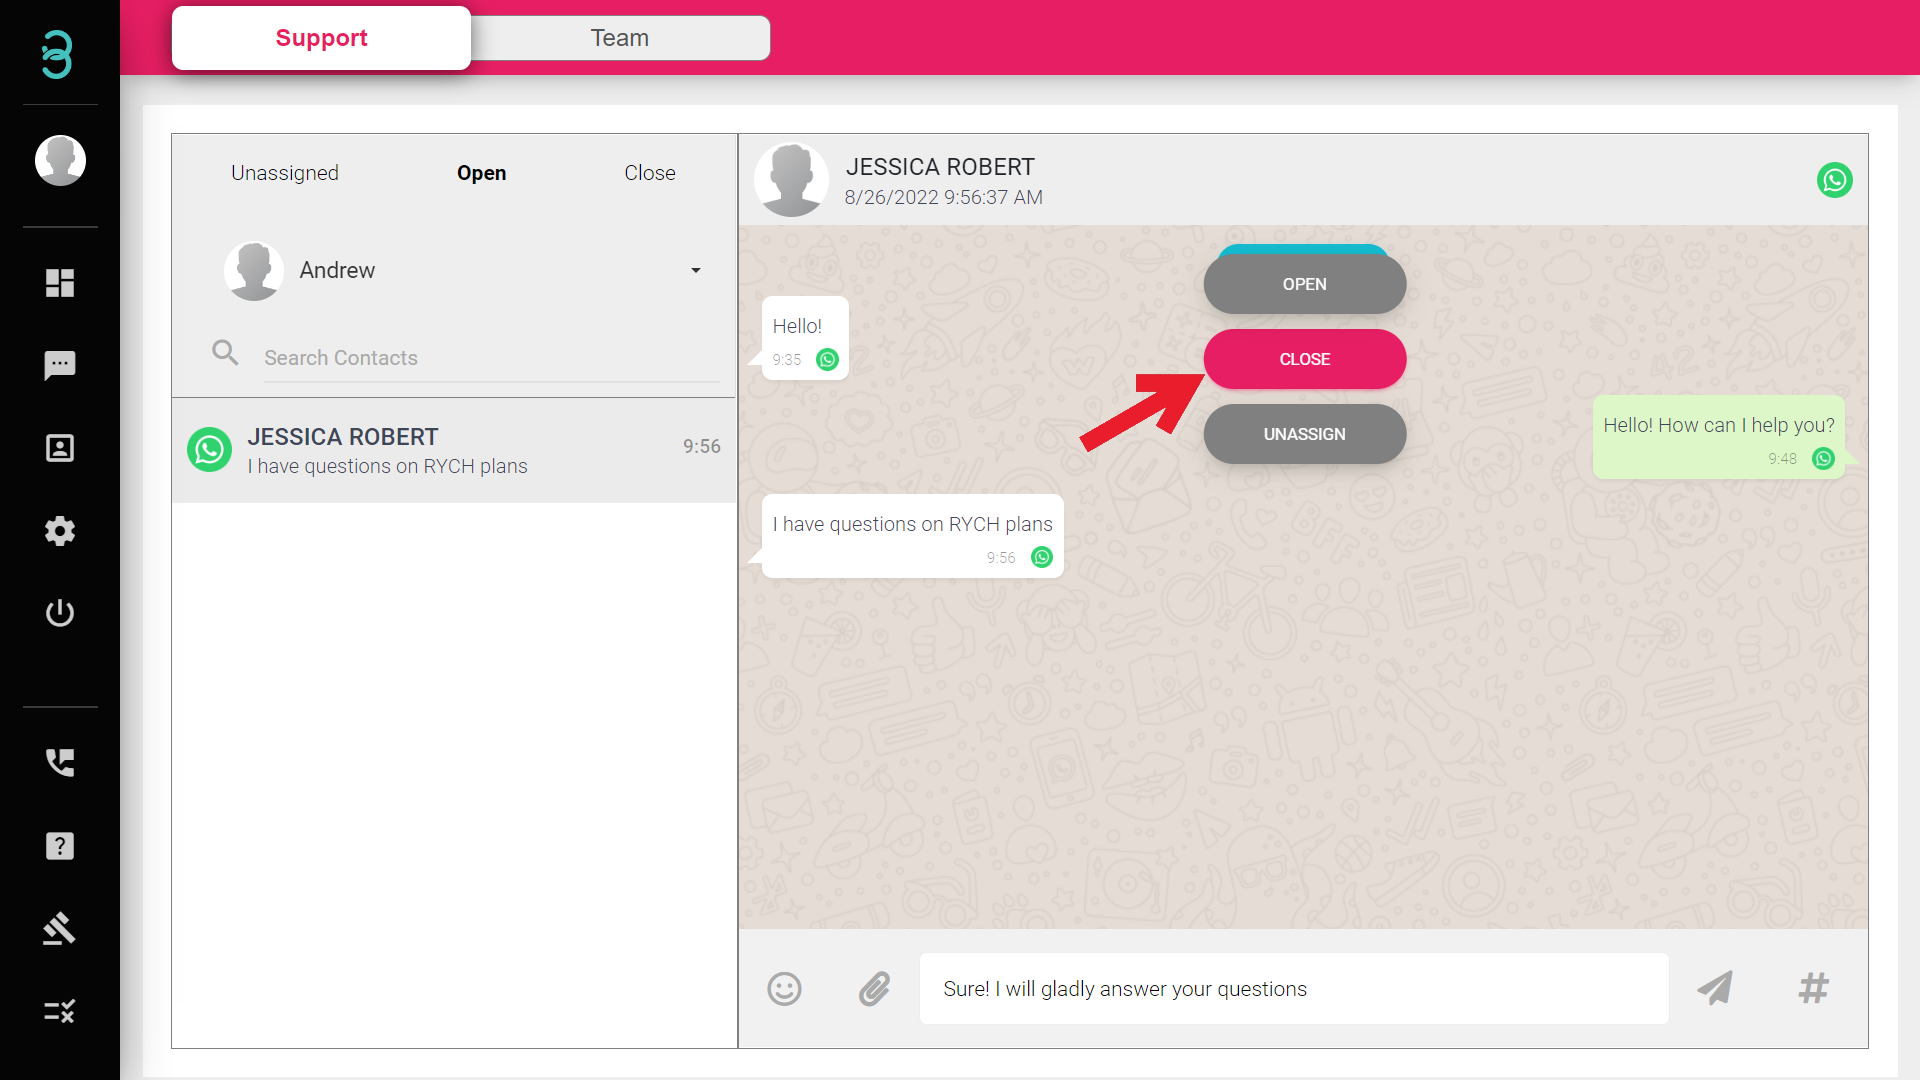 Support
Team
Unassigned
Open
Close
Andrew
Search Contacts
JESSICA ROBERT
9:56
I have questions on RYCH plans
JESSICA ROBERT
8/26/2022 9:56:37 AM
OPEN
CLOSE
UNASSIGN
Hello!
9:35
Hello! How can I help you?
9:48
I have questions on RYCH plans
9:56
Sure! I will gladly answer your questions
#